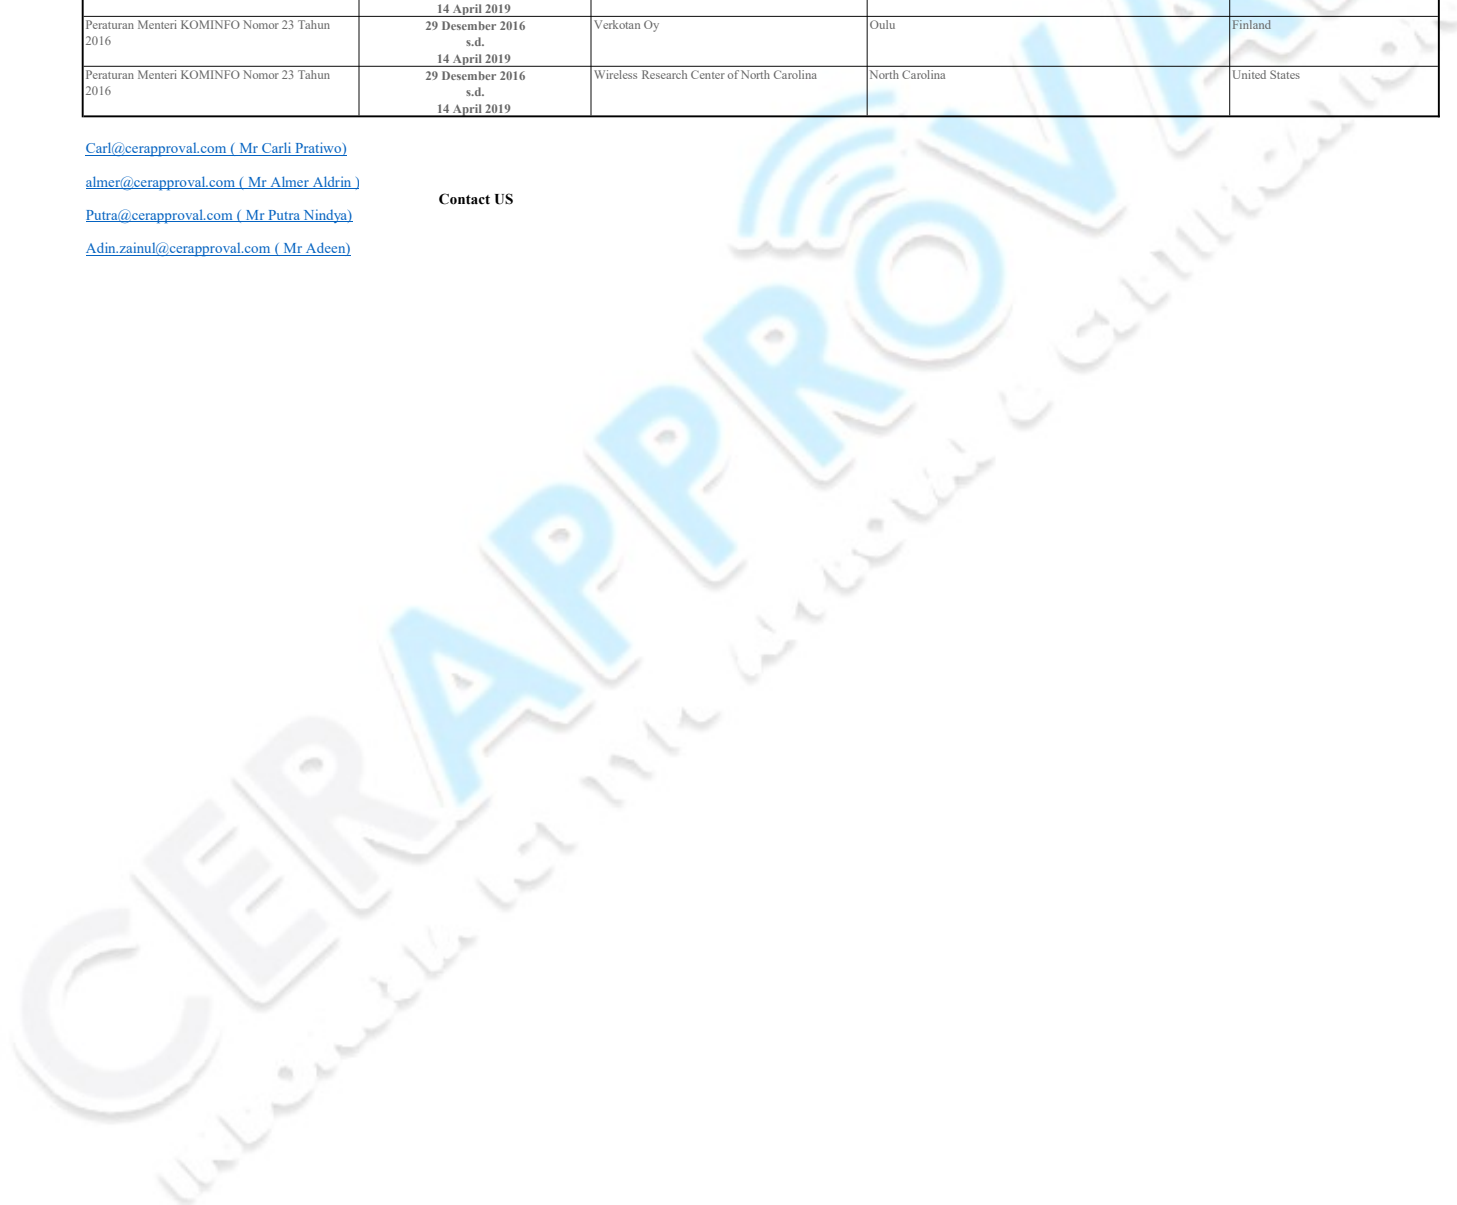 14 April 2019
Peraturan Menteri KOMINFO Nomor 23 Tahun
2016
29 Desember 2016
s.d.
14 April 2019
Verkotan Oy
Oulu
Finland
Peraturan Menteri KOMINFO Nomor 23 Tahun
2016
29 Desember 2016
s.d.
14 April 2019
Wireless Research Center of North Carolina
North Carolina
United States
Carl@cerapproval.com ( Mr Carli Pratiwo)
almer@cerapproval.com ( Mr Almer Aldrin )
Contact US
Putra@cerapproval.com ( Mr Putra Nindya)
Adin.zainul@cerapproval.com ( Mr Adeen)
CERAPPROVA